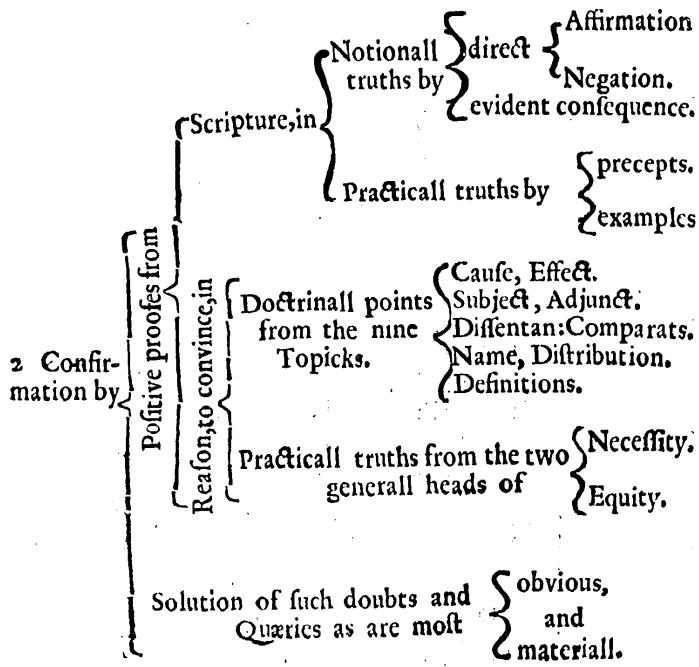 2 Confir-
mation by
Poſitive proofes from
Scripture, in
Notionall
truths by
direct
Affirmation
Negation.
evident conſequence.
Practicall truths by
precepts.
examples
Reaſon, to convince, in
Doctrinall points
from the nine
Topicks.
Cauſe, Effect.
Subject, Adjunct.
Diſſentan: Comparats.
Name, Diſtribution.
Definitions.
Practicall truths from the two
generall heads of
Neceſſity.
Equity.
Solution of ſuch doubts and
Quæries as are moſt
obvious,
and
materiall.